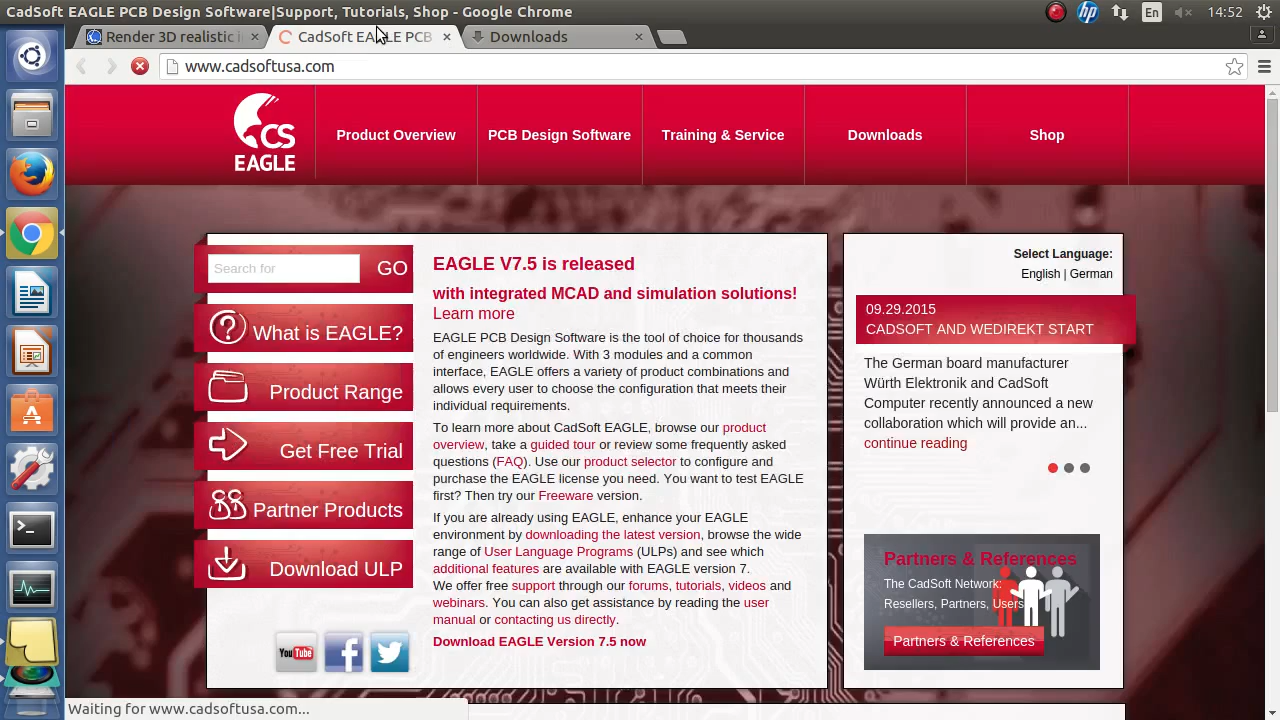 CadSoft EAGLE PCB Design Software|Support, Tutorials, Shop - Google Chrome
En
14:52
Render 3D realistic i
CadSoft EAGLE PCB
Downloads
www.cadsoftusa.com
CS
EAGLE
Product Overview
PCB Design Software
Training & Service
Downloads
Shop
Search for
GO
What is EAGLE?
Product Range
Get Free Trial
Partner Products
Download ULP
You Tube
EAGLE V7.5 is released
with integrated MCAD and simulation solutions!
Learn more
EAGLE PCB Design Software is the tool of choice for thousands
of engineers worldwide. With 3 modules and a common
interface, EAGLE offers a variety of product combinations and
allows every user to choose the configuration that meets their
individual requirements.
To learn more about CadSoft EAGLE, browse our product
overview, take a guided tour or review some frequently asked
questions (FAQ). Use our product selector to configure and
purchase the EAGLE license you need. You want to test EAGLE
first? Then try our Freeware version.
If you are already using EAGLE, enhance your EAGLE
environment by downloading the latest version, browse the wide
range of User Language Programs (ULPs) and see which
additional features are available with EAGLE version 7.
We offer free support through our forums, tutorials, videos and
webinars. You can also get assistance by reading the user
manual or contacting us directly.
Download EAGLE Version 7.5 now
Select Language:
English | German
09.29.2015
CADSOFT AND WEDIREKT START
The German board manufacturer
Würth Elektronik and CadSoft
Computer recently announced a new
collaboration which will provide an...
continue reading
Partners & References
The CadSoft Network:
Resellers, Partners, Users
Partners & References
Waiting for www.cadsoftusa.com...